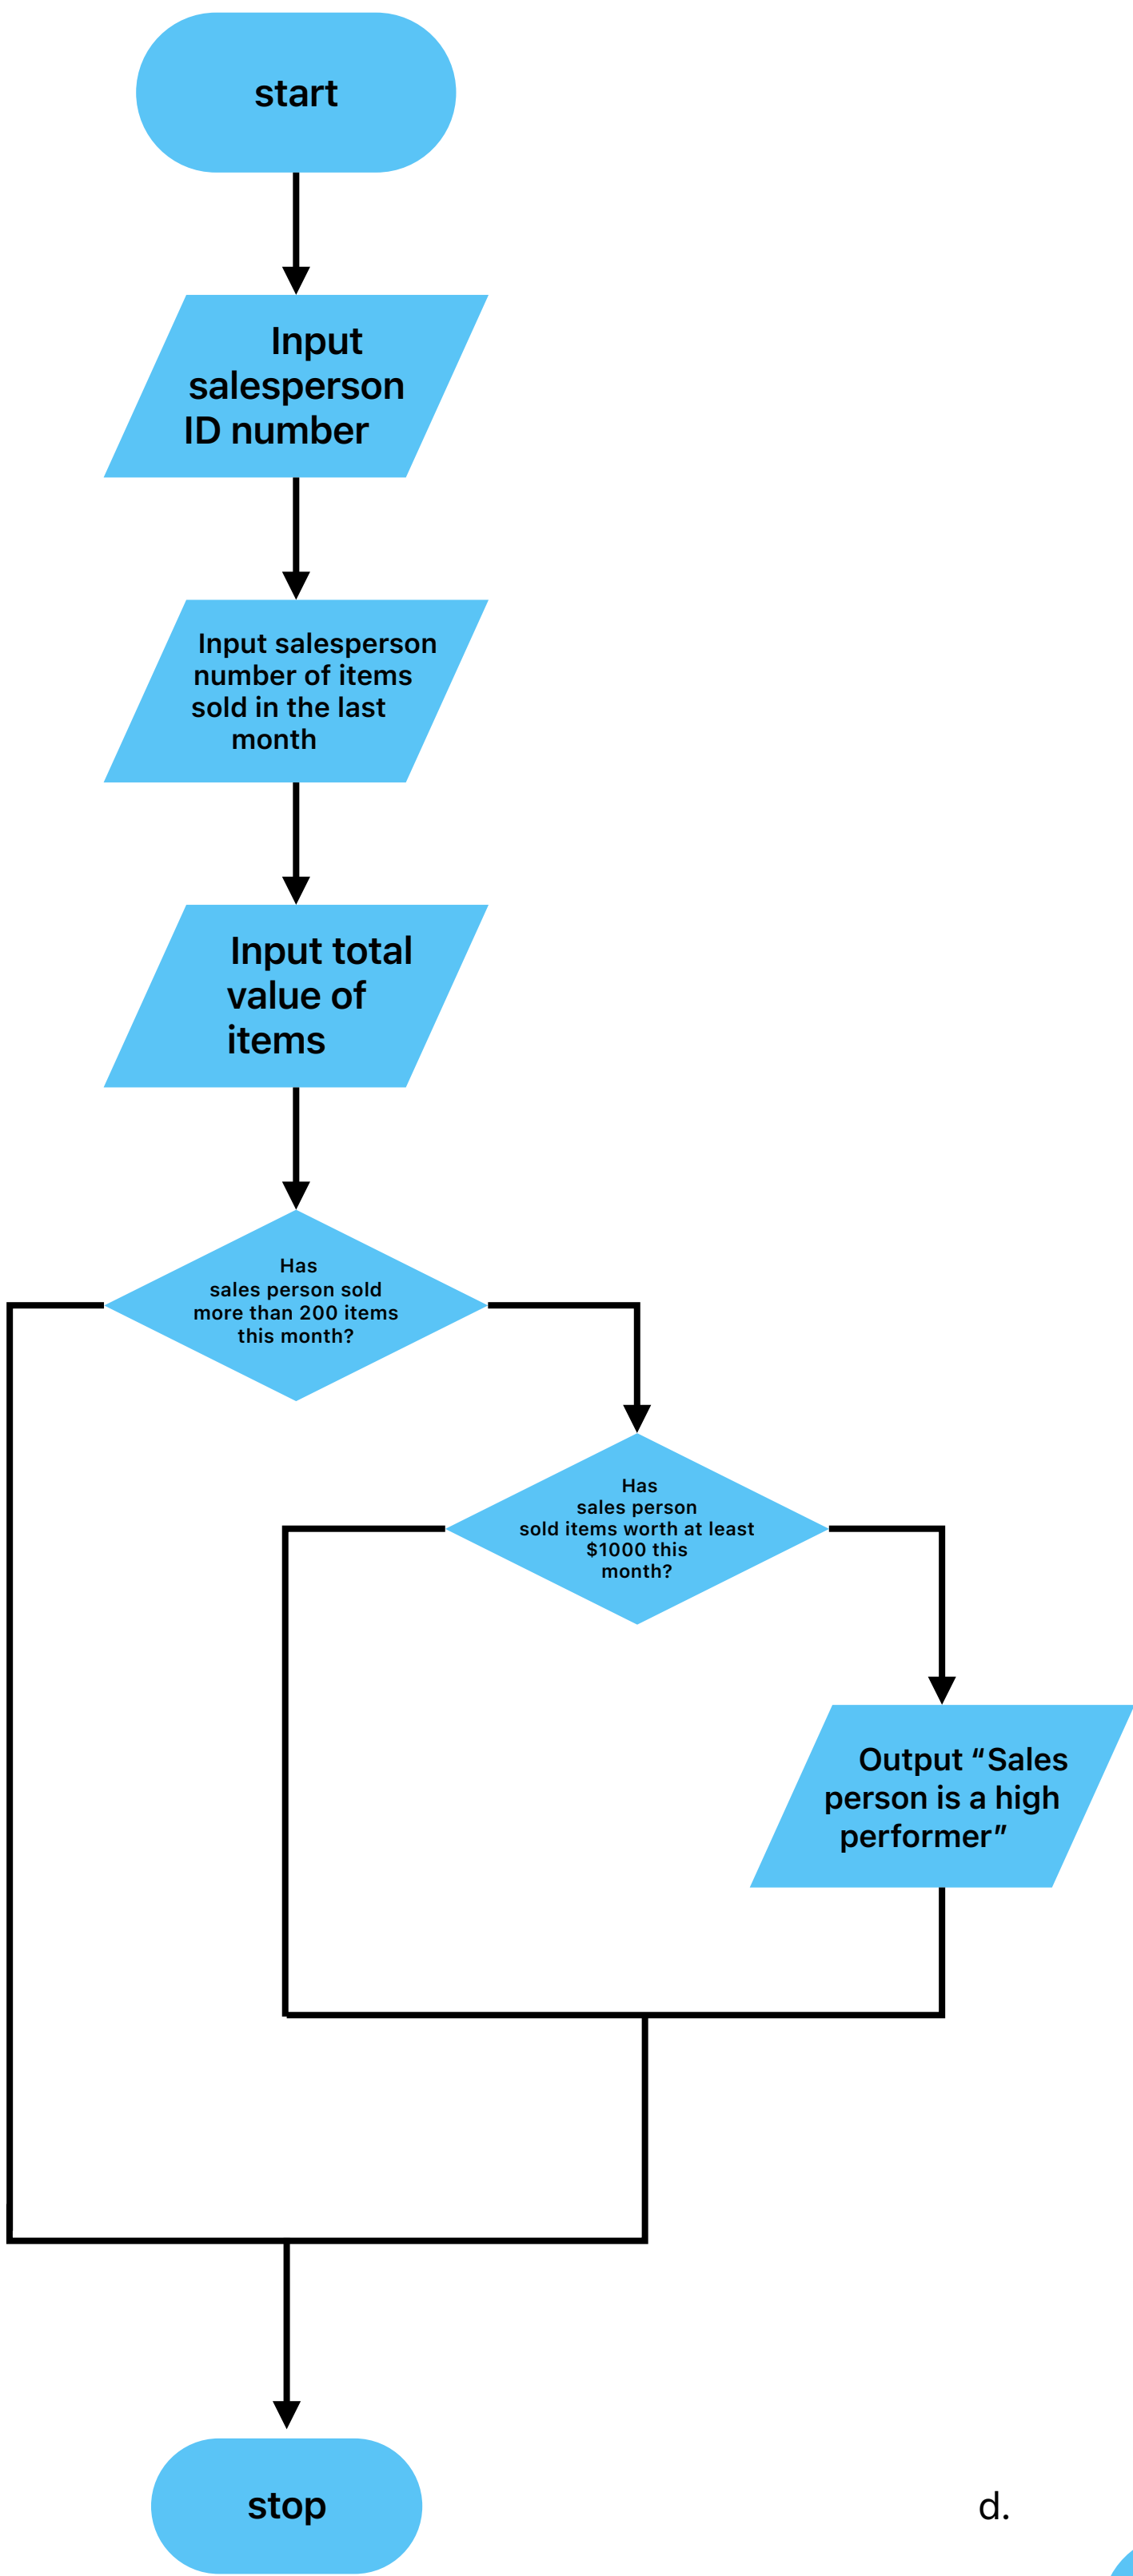 start
Input
salesperson
ID number
Input salesperson
number of items
sold in the last
month
Input total
value of
items
Has
sales person sold
more than 200 items
this month?
Has
sales person
sold items worth at least
$1000 this
month?
Output “Sales
person is a high
performer”
stop
d.